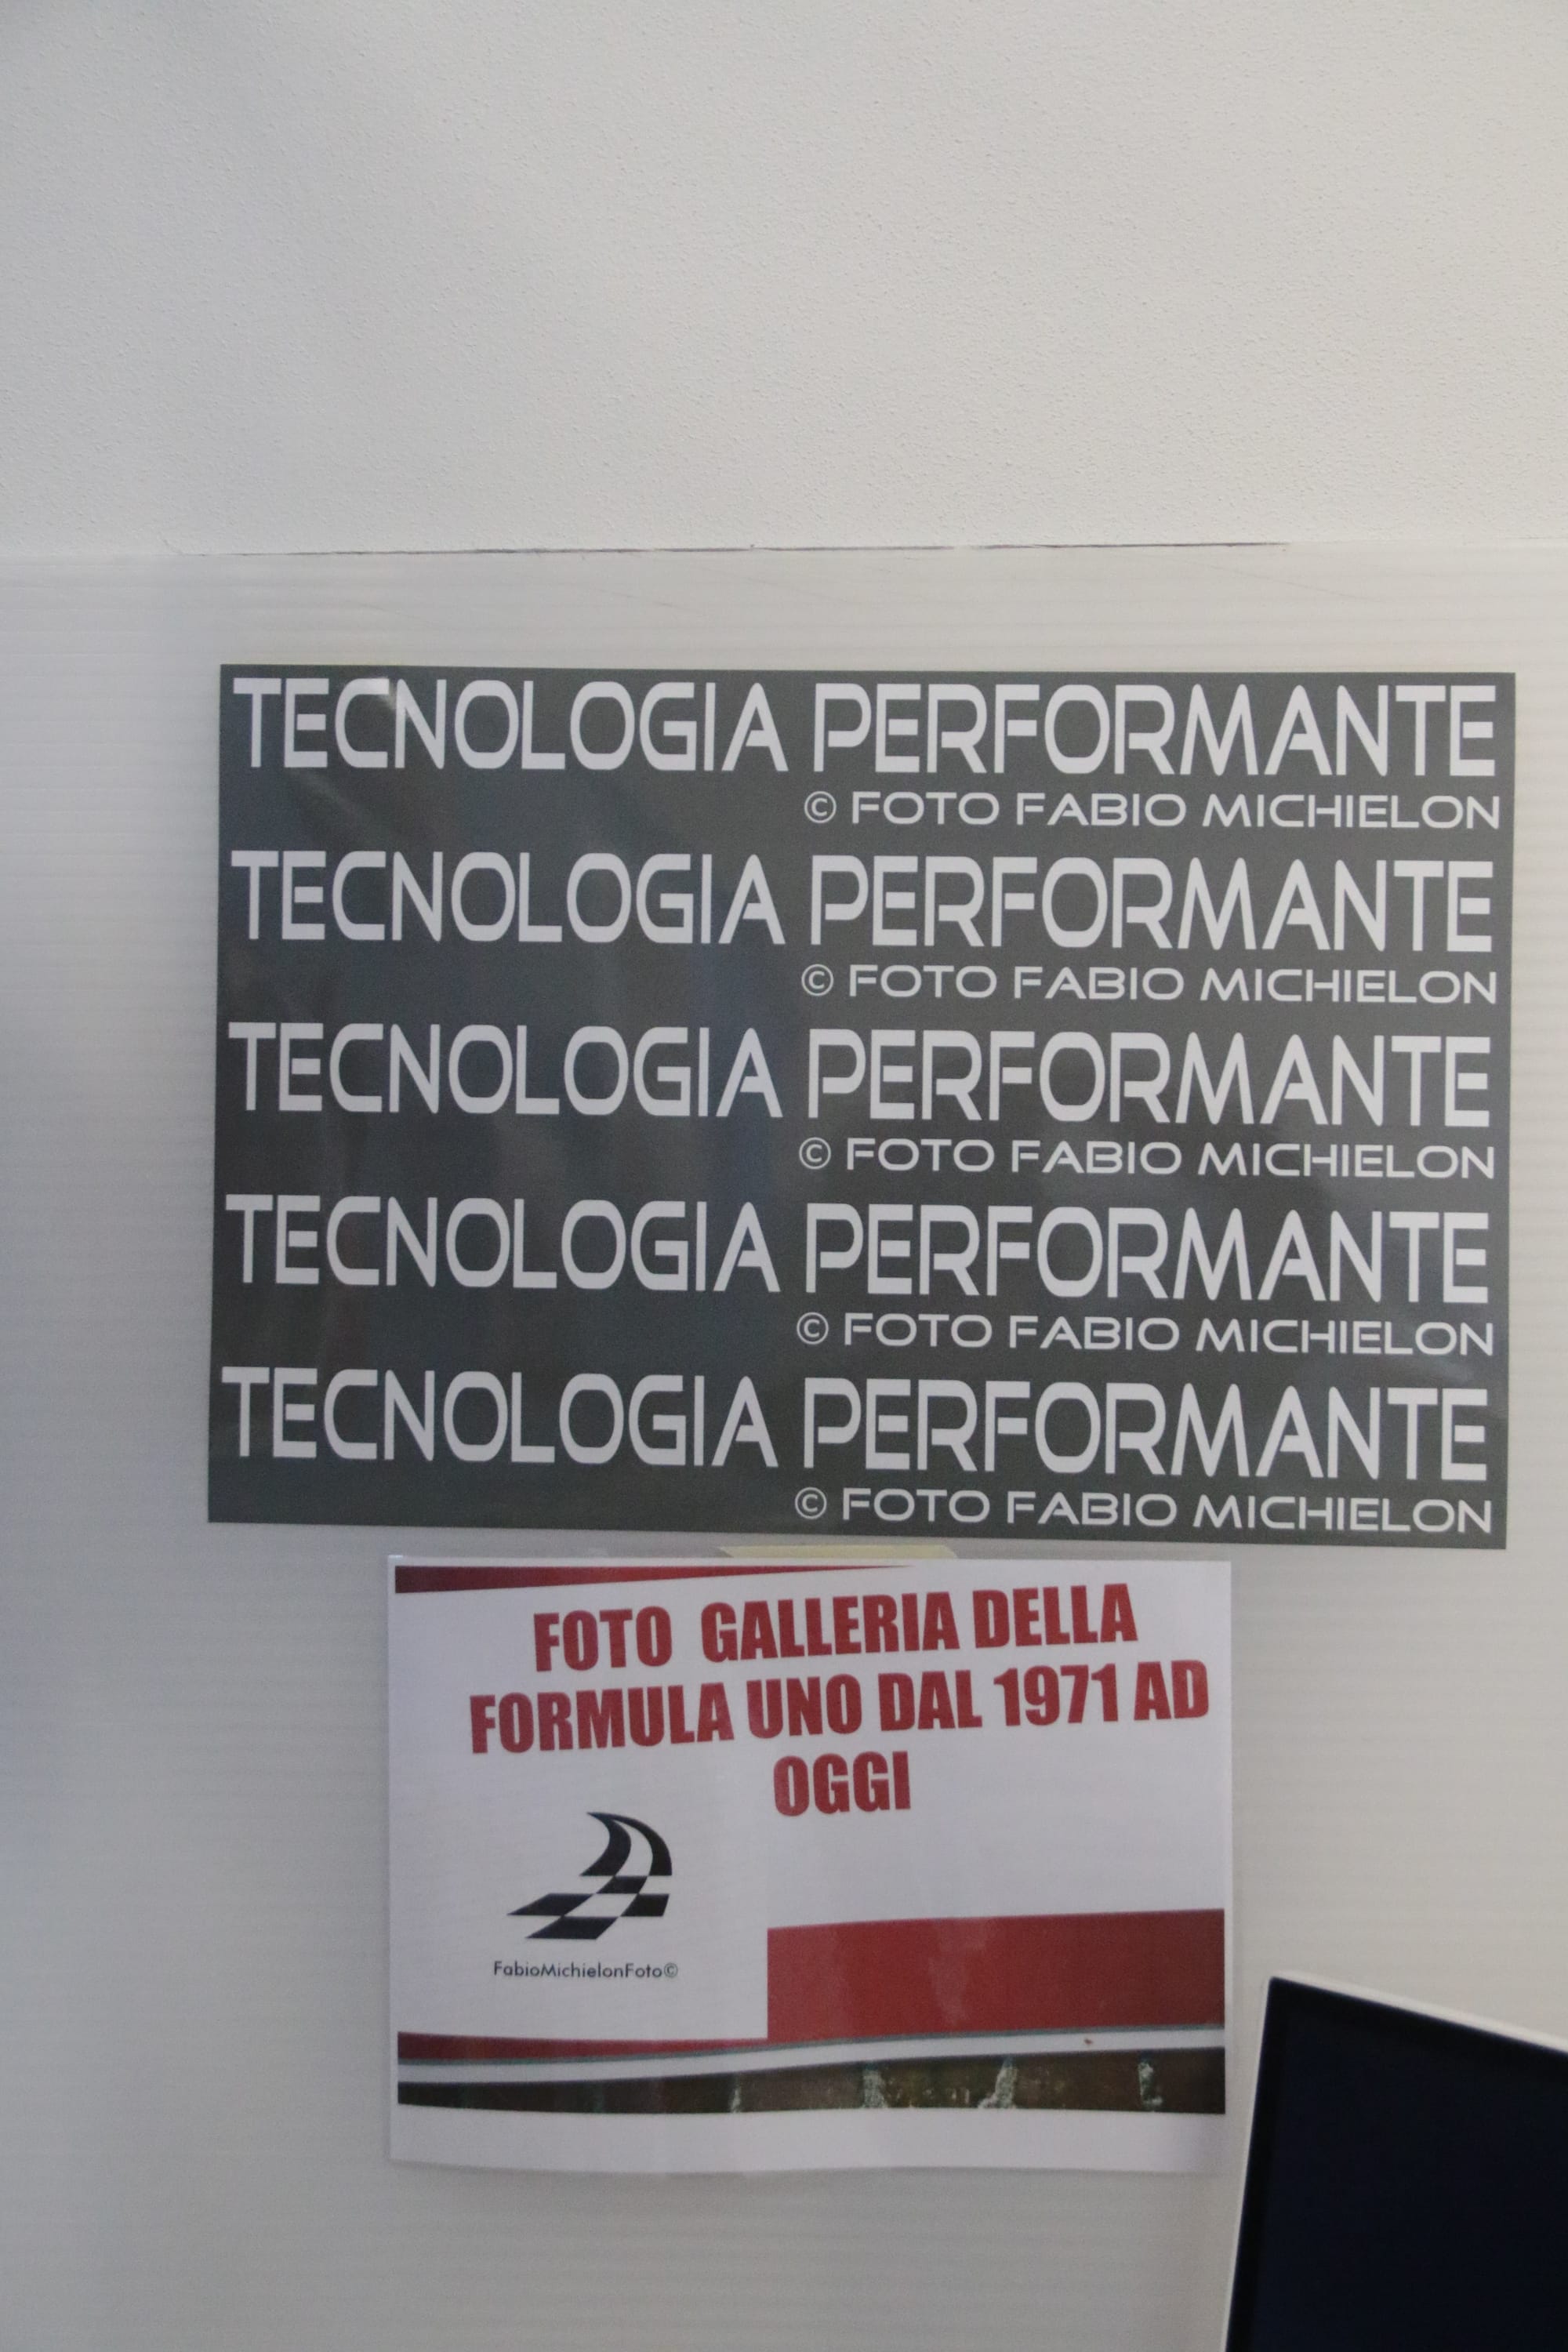 TECNOLOGIA PERFORMANTE
© FOTO FABIO MICHIELON
TECNOLOGIA PERFORMANTE
© FOTO FABIO MICHIELON
TECNOLOGIA PERFORMANTE
© FOTO FABIO MICHIELON
TECNOLOGIA PERFORMANTE
© FOTO FABIO MICHIELON
TECNOLOGIA PERFORMANTE
© FOTO FABIO MICHIELON
FOTO GALLERIA DELLA
FORMULA UNO DAL 1971 AD
OGGI
FabioMichielonFoto©